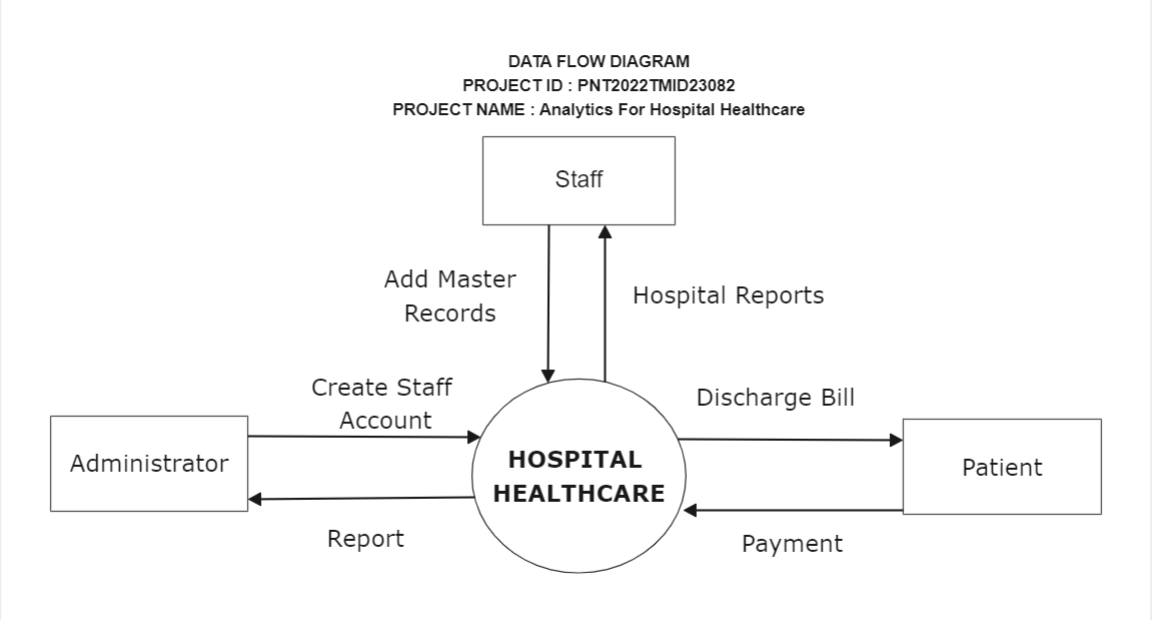 DATA FLOW DIAGRAM
PROJECT ID : PNT2022TMID23082
PROJECT NAME : Analytics For Hospital Healthcare
Staff
Add Master
Records
Hospital Reports
Create Staff
Account
Discharge Bill
Administrator
HOSPITAL
HEALTHCARE
Patient
Report
Payment